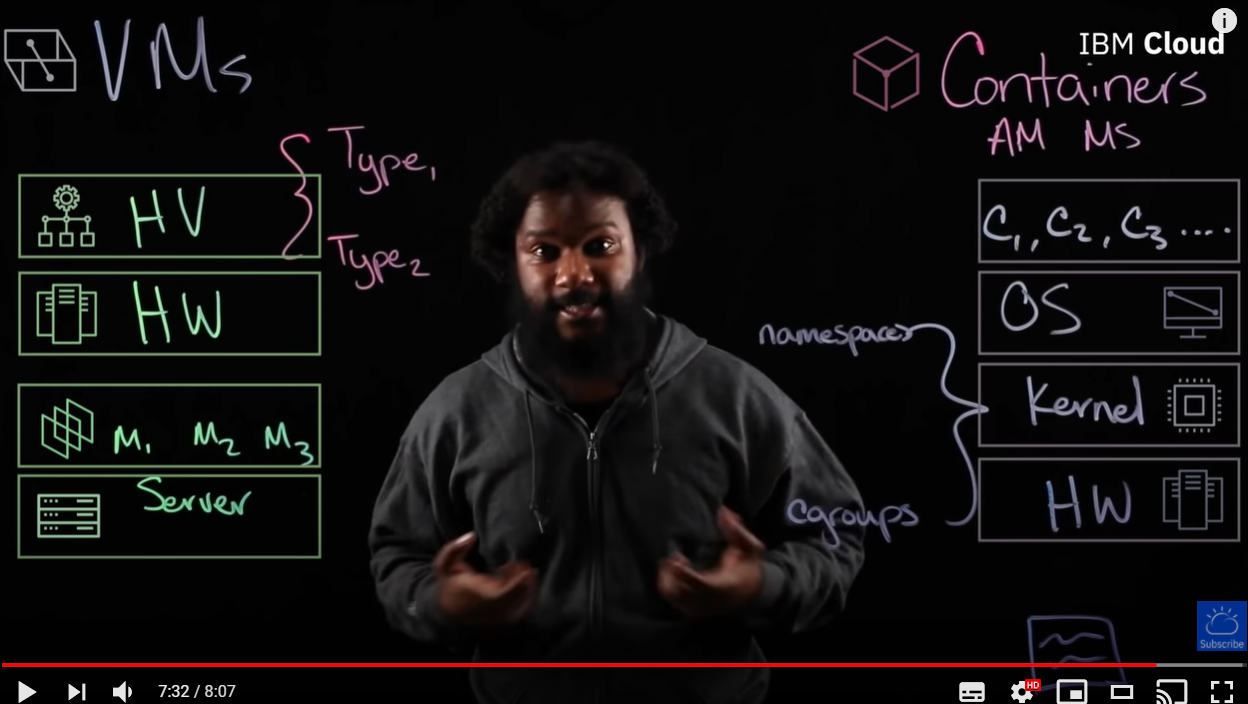 VMs
IBM Cloud
Containers
AM MS
Type1
HV
Type2
HW
M1 M2 M3
Server
C1, C2, C3 ....
OS
namespaces
Kernel
cgroups
HW
Subscribe
7:32 / 8:07
HD